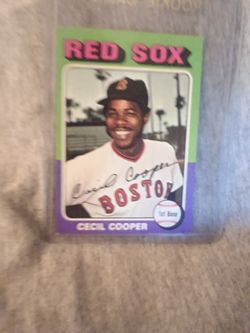 RED SOX
B
Cecil Cooper
BOSTON
1st Base
CECIL COOPER